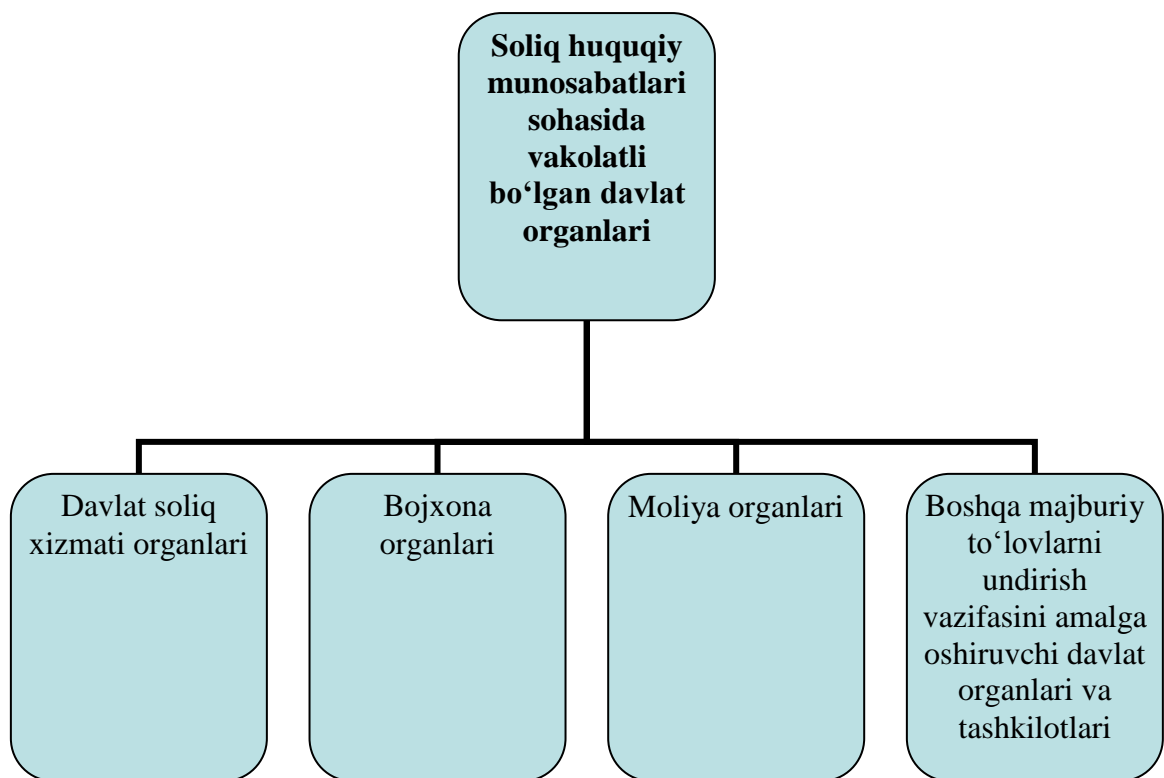 Soliq huquqiy
munosabatlari
sohasida
vakolatli
bo‘lgan davlat
organlari
Davlat soliq
xizmati organlari
Bojxona
organlari
Moliya organlari
Boshqa majburiy
to‘lovlarni
undirish
vazifasini amalga
oshiruvchi davlat
organlari va
tashkilotlari